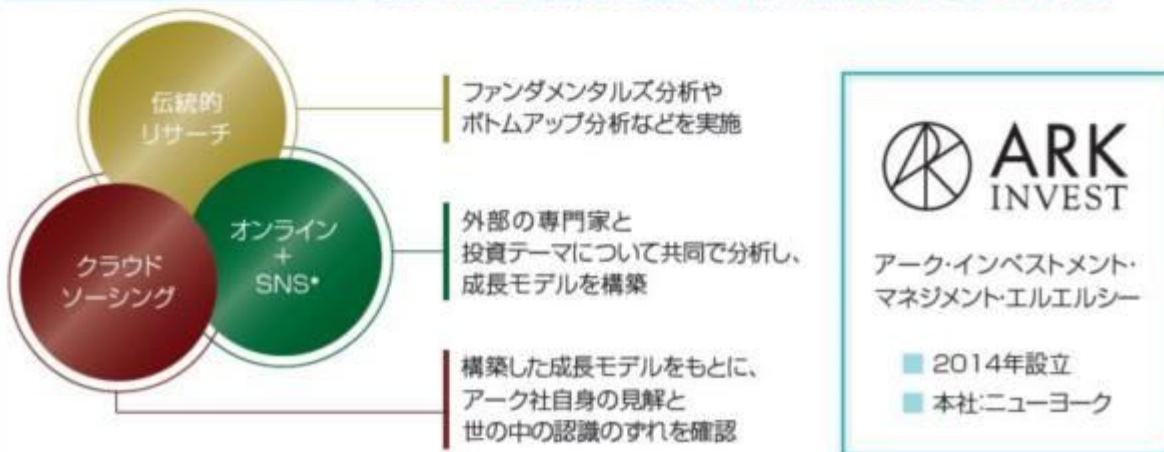 伝統的
リサーチ
ファンダメンタルズ分析や
ボトムアップ分析などを実施
オンライン
+
SNS*
外部の専門家と
投資テーマについて共同で分析し、
成長モデルを構築
クラウド
ソーシング
構築した成長モデルをもとに、
アーク社自身の見解と
世の中の認識のずれを確認
ARK
INVEST
アーク・インベストメント・
マネジメント・エルエルシー
2014年設立
本社:ニューヨーク